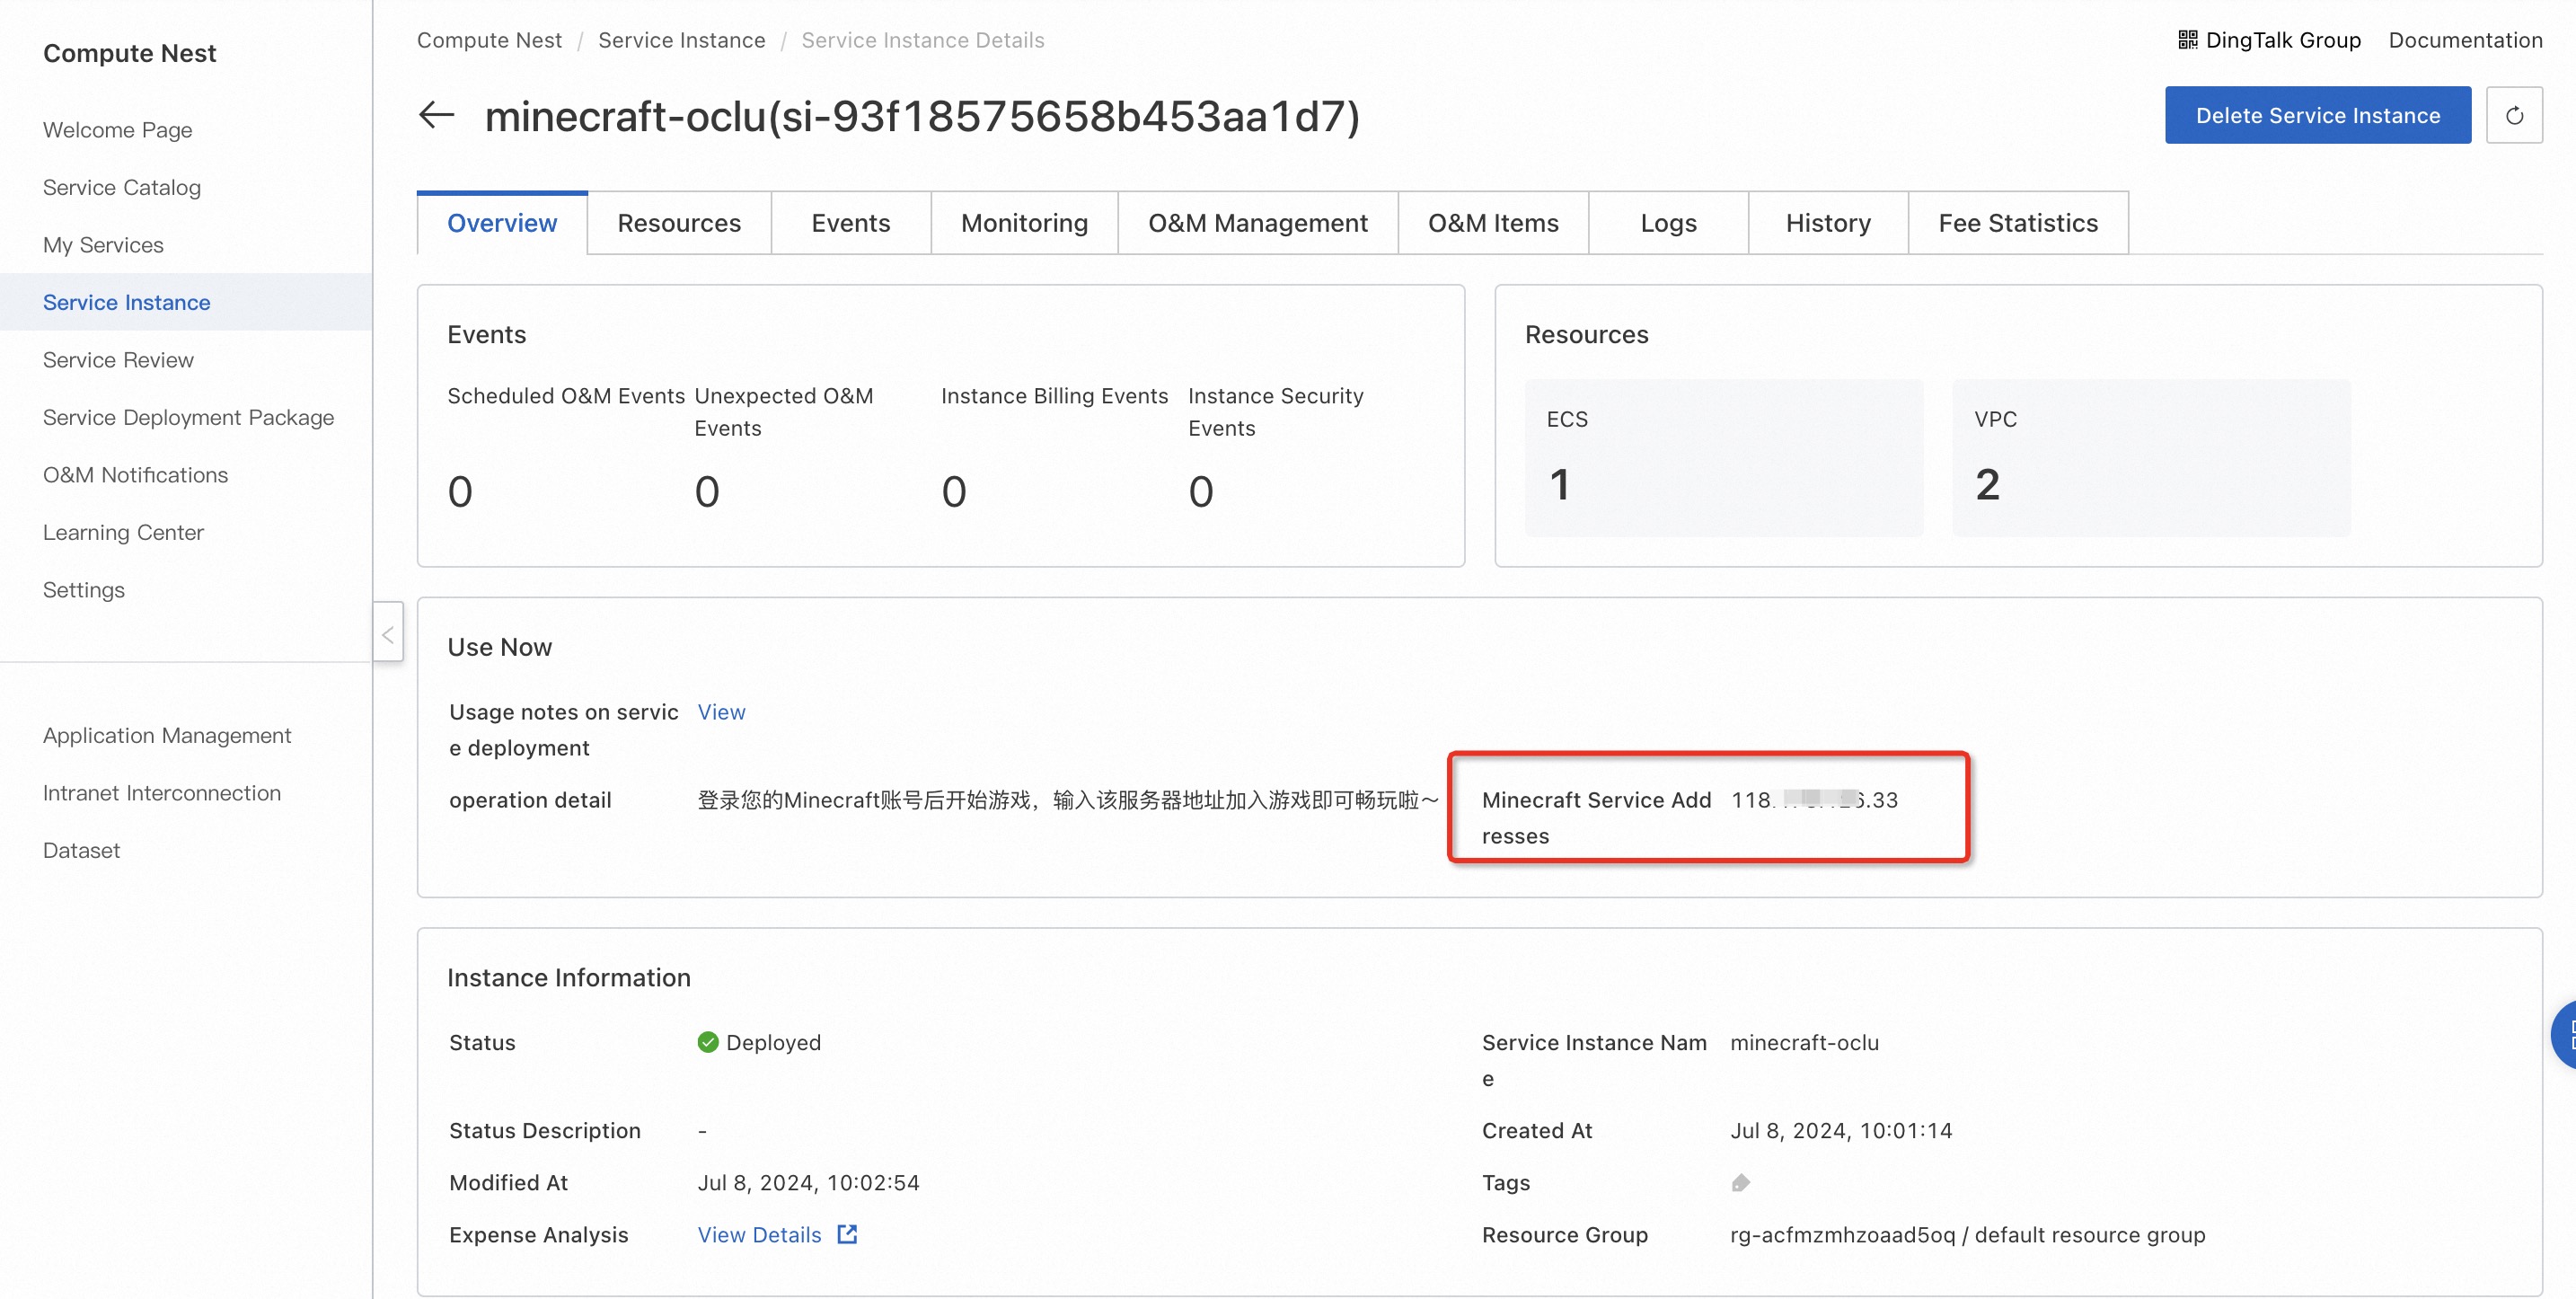 Compute Nest
Welcome Page
Service Catalog
My Services
Service Instance
Service Review
Service Deployment Package
O&M Notifications
Learning Center
Settings
Application Management
Intranet Interconnection
Dataset
Compute Nest / Service Instance / Service Instance Details
DingTalk Group Documentation
minecraft-oclu(si-93f18575658b453aa1d7)
Delete Service Instance
Overview Resources Events Monitoring O&M Management O&M Items Logs History Fee Statistics
Events
Scheduled O&M Events
0
Unexpected O&M
Events
0
Instance Billing Events
0
Instance Security
Events
0
Resources
ECS
1
VPC
2
Use Now
Usage notes on servic
e deployment
View
operation detail
登录您的Minecraft账号后开始游戏，输入该服务器地址加入游戏即可畅玩啦～
Minecraft Service Add
resses
118. .33
Instance Information
Status
Deployed
Service Instance Nam
e
minecraft-oclu
Status Description
-
Created At
Jul 8, 2024, 10:01:14
Modified At
Jul 8, 2024, 10:02:54
Tags
Expense Analysis
View Details
Resource Group
rg-acfmzmhzoaad5oq / default resource group